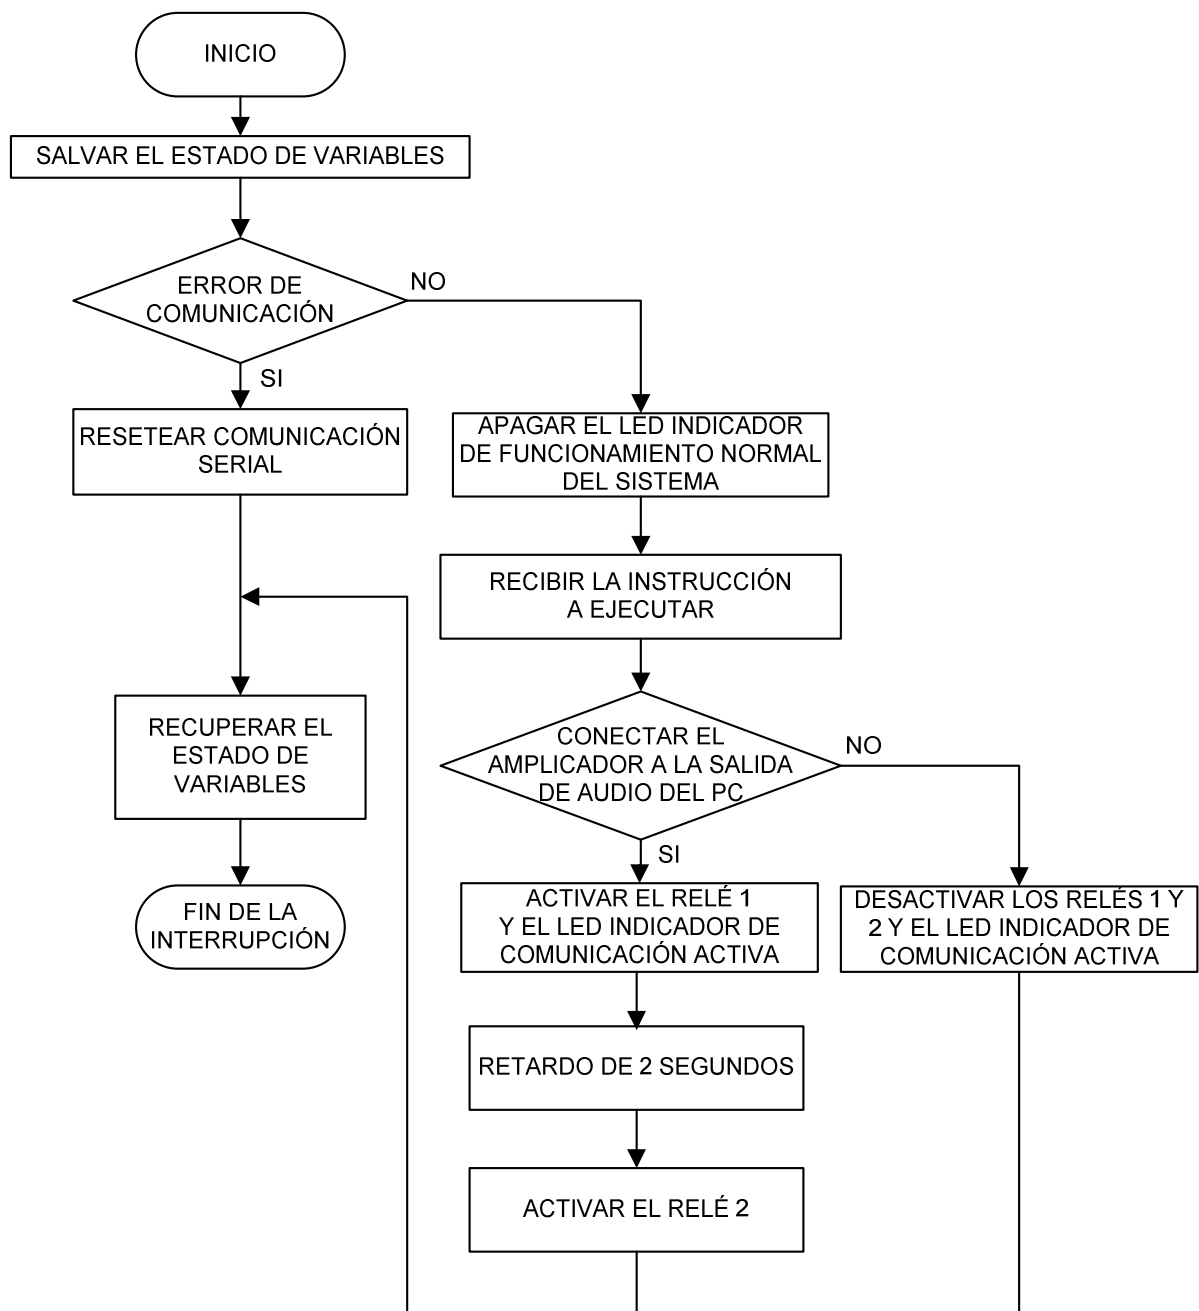 INICIO
SALVAR EL ESTADO DE VARIABLES
ERROR DE
COMUNICACIÓN
NO
SI
RESETEAR COMUNICACIÓN
SERIAL
APAGAR EL LED INDICADOR
DE FUNCIONAMIENTO NORMAL
DEL SISTEMA
RECIBIR LA INSTRUCCIÓN
A EJECUTAR
RECUPERAR EL
ESTADO DE
VARIABLES
CONECTAR EL
AMPLICADOR A LA SALIDA
DE AUDIO DEL PC
NO
SI
FIN DE LA
INTERRUPCIÓN
ACTIVAR EL RELÉ 1
Y EL LED INDICADOR DE
COMUNICACIÓN ACTIVA
DESACTIVAR LOS RELÉS 1 Y
2 Y EL LED INDICADOR DE
COMUNICACIÓN ACTIVA
RETARDO DE 2 SEGUNDOS
ACTIVAR EL RELÉ 2